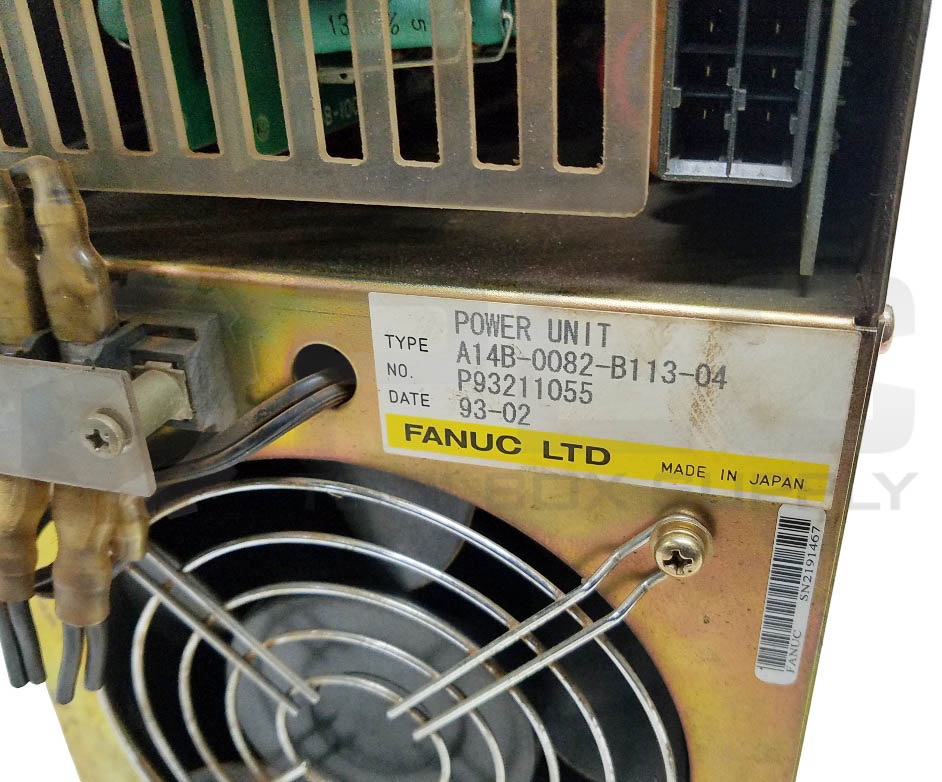 POWER UNIT
TYPE A14B-0082-B113-04
NO. P93211055
DATE 93-02
FANUC LTD MADE IN JAPAN
FANUC SN2191467